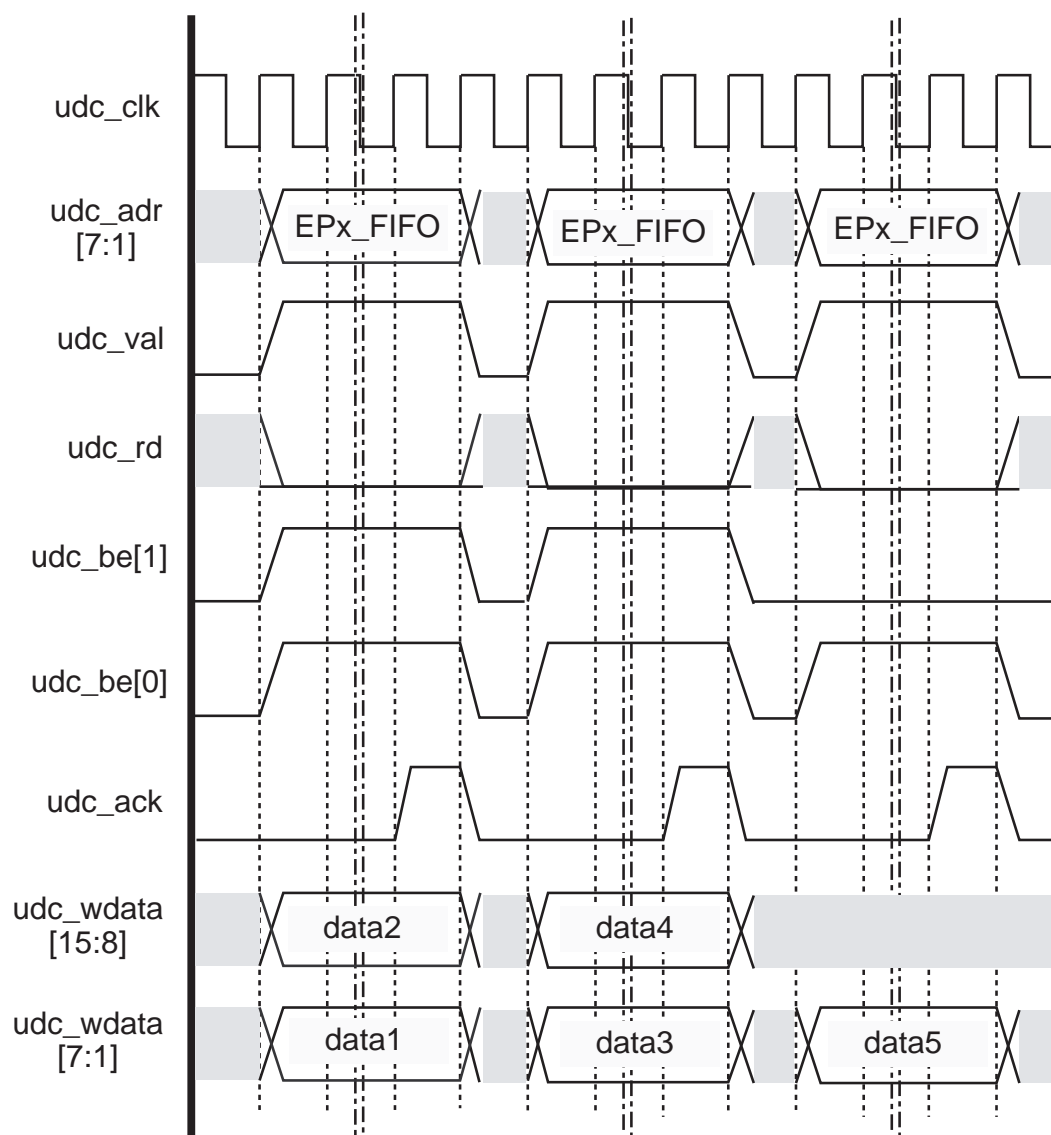 udc_clk
udc_adr
[7:1]
EPx_FIFO
EPx_FIFO
EPx_FIFO
udc_val
udc_rd
udc_be[1]
udc_be[0]
udc_ack
udc_wdata
[15:8]
data2
data4
udc_wdata
[7:1]
data1
data3
data5